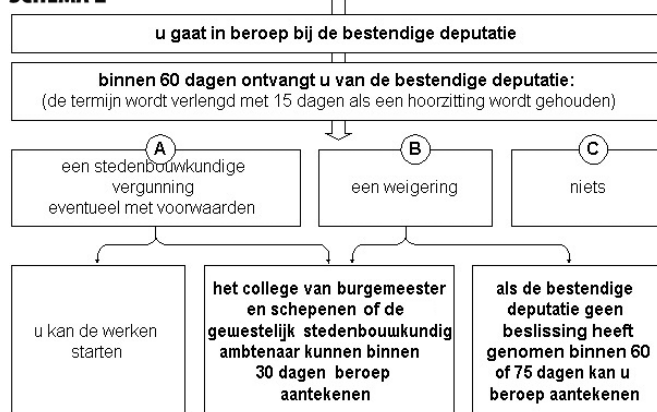 SCHEMA 2
u gaat in beroep bij de bestendige deputatie
binnen 60 dagen ontvangt u van de bestendige deputatie:
(de termijn wordt verlengd met 15 dagen als een hoorzitting wordt gehouden)
A
een stedenbouwkundige
vergunning
eventueel met voorwaarden
B
een weigering
C
niets
u kan de werken
starten
het college van burgemeester
en schepenen of de
gewestelijk stedenbouwkundig
ambtenaar kunnen binnen
30 dagen beroep
aantekenen
als de bestendige
deputatie geen
beslissing heeft
genomen binnen 60
of 75 dagen kan u
beroep aantekenen